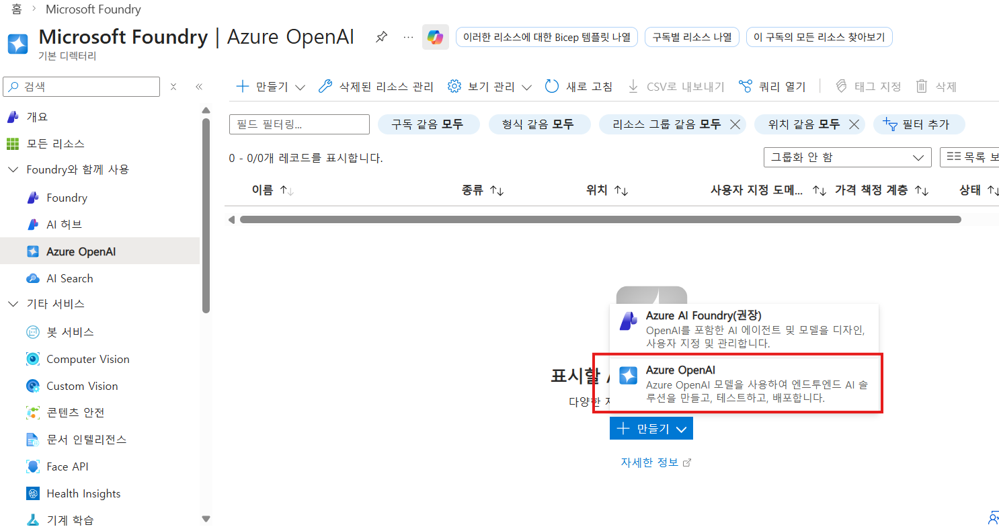 홈 > Microsoft Foundry
Microsoft Foundry | Azure OpenAI
기본 디렉터리
이러한 리소스에 대한 Bicep 템플릿 나열
구독별 리소스 나열
이 구독의 모든 리소스 찾아보기
검색
만들기
삭제된 리소스 관리
보기 관리
새로 고침
CSV로 내보내기
쿼리 열기
태그 지정
삭제
개요
모든 리소스
Foundry와 함께 사용
Foundry
AI 허브
Azure OpenAI
AI Search
기타 서비스
봇 서비스
Computer Vision
Custom Vision
콘텐츠 안전
문서 인텔리전스
Face API
Health Insights
기계 학습
필드 필터링...
구독 같음 모두
형식 같음 모두
리소스 그룹 같음 모두
위치 같음 모두
필터 추가
0 - 0/0개 레코드를 표시합니다.
그룹화 안 함
목록 보
이름
종류
위치
사용자 지정 도메...
가격 책정 계층
상태
Azure AI Foundry(권장)
OpenAI를 포함한 AI 에이전트 및 모델을 디자인,
사용자 지정 및 관리합니다.
Azure OpenAI
Azure OpenAI 모델을 사용하여 엔드투엔드 AI 솔
루션을 만들고, 테스트하고, 배포합니다.
표시할
다양한
만들기
자세한 정보